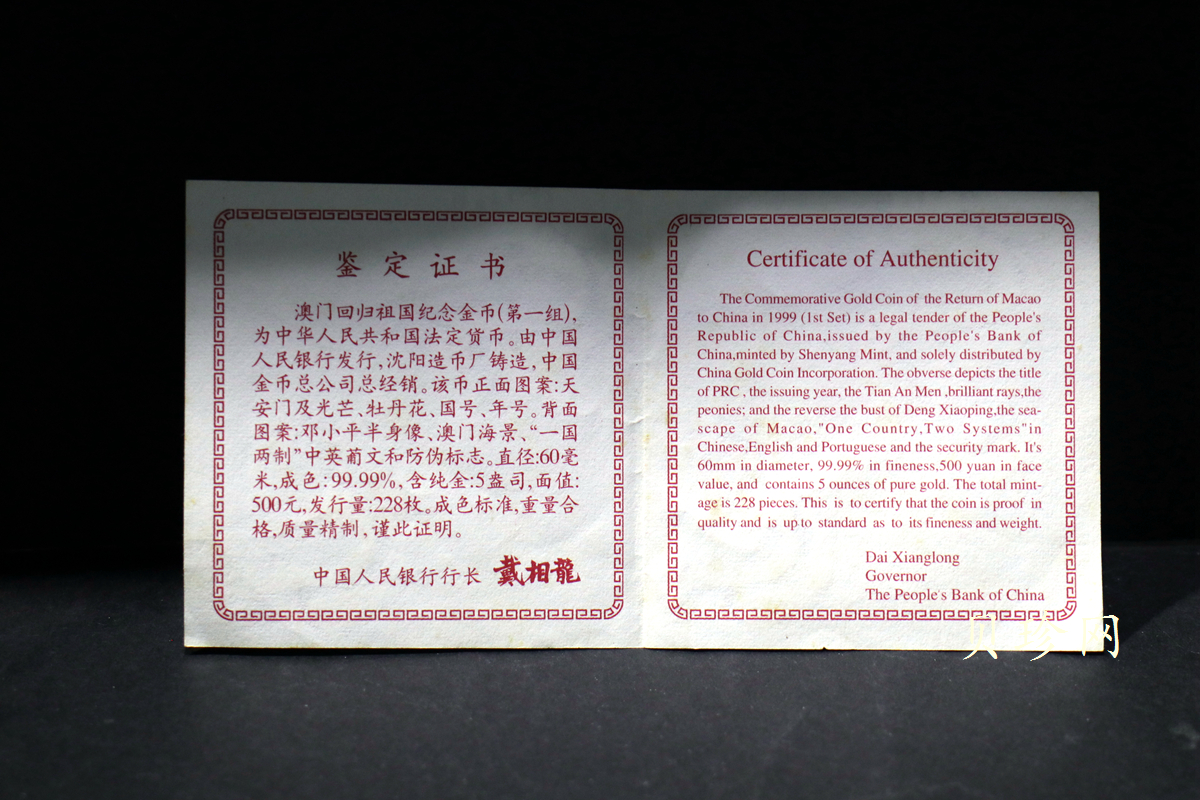 鉴定证书
澳门回归祖国纪念金币(第一组),
为中华人民共和国法定货币。由中国
人民银行发行,沈阳造币厂铸造,中国
金币总公司总经销。该币正面图案:天
安门及光芒、牡丹花、国号、年号。背面
图案:邓小平半身像、澳门海景、“一国
两制”中英葡文和防伪标志。直径:60毫
米,成色:99.99%,含纯金:5盎司,面值:
500元,发行量:228枚。成色标准,重量合
格,质量精制,谨此证明。
中国人民银行行长 戴相龍
Certificate of Authenticity
The Commemorative Gold Coin of the Return of Macao
to China in 1999 (1st Set) is a legal tender of the People's
Republic of China,issued by the People's Bank of
China,minted by Shenyang Mint, and solely distributed by
China Gold Coin Incorporation. The obverse depicts the title
of PRC , the issuing year, the Tian An Men ,brilliant rays,the
peonies; and the reverse the bust of Deng Xiaoping,the sea-
scape of Macao,"One Country,Two Systems"in
Chinese,English and Portuguese and the security mark. It's
60mm in diameter, 99.99% in fineness,500 yuan in face
value, and contains 5 ounces of pure gold. The total mint-
age is 228 pieces. This is to certify that the coin is proof in
quality and is up to standard as to its fineness and weight.
Dai Xianglong
Governor
The People's Bank of China